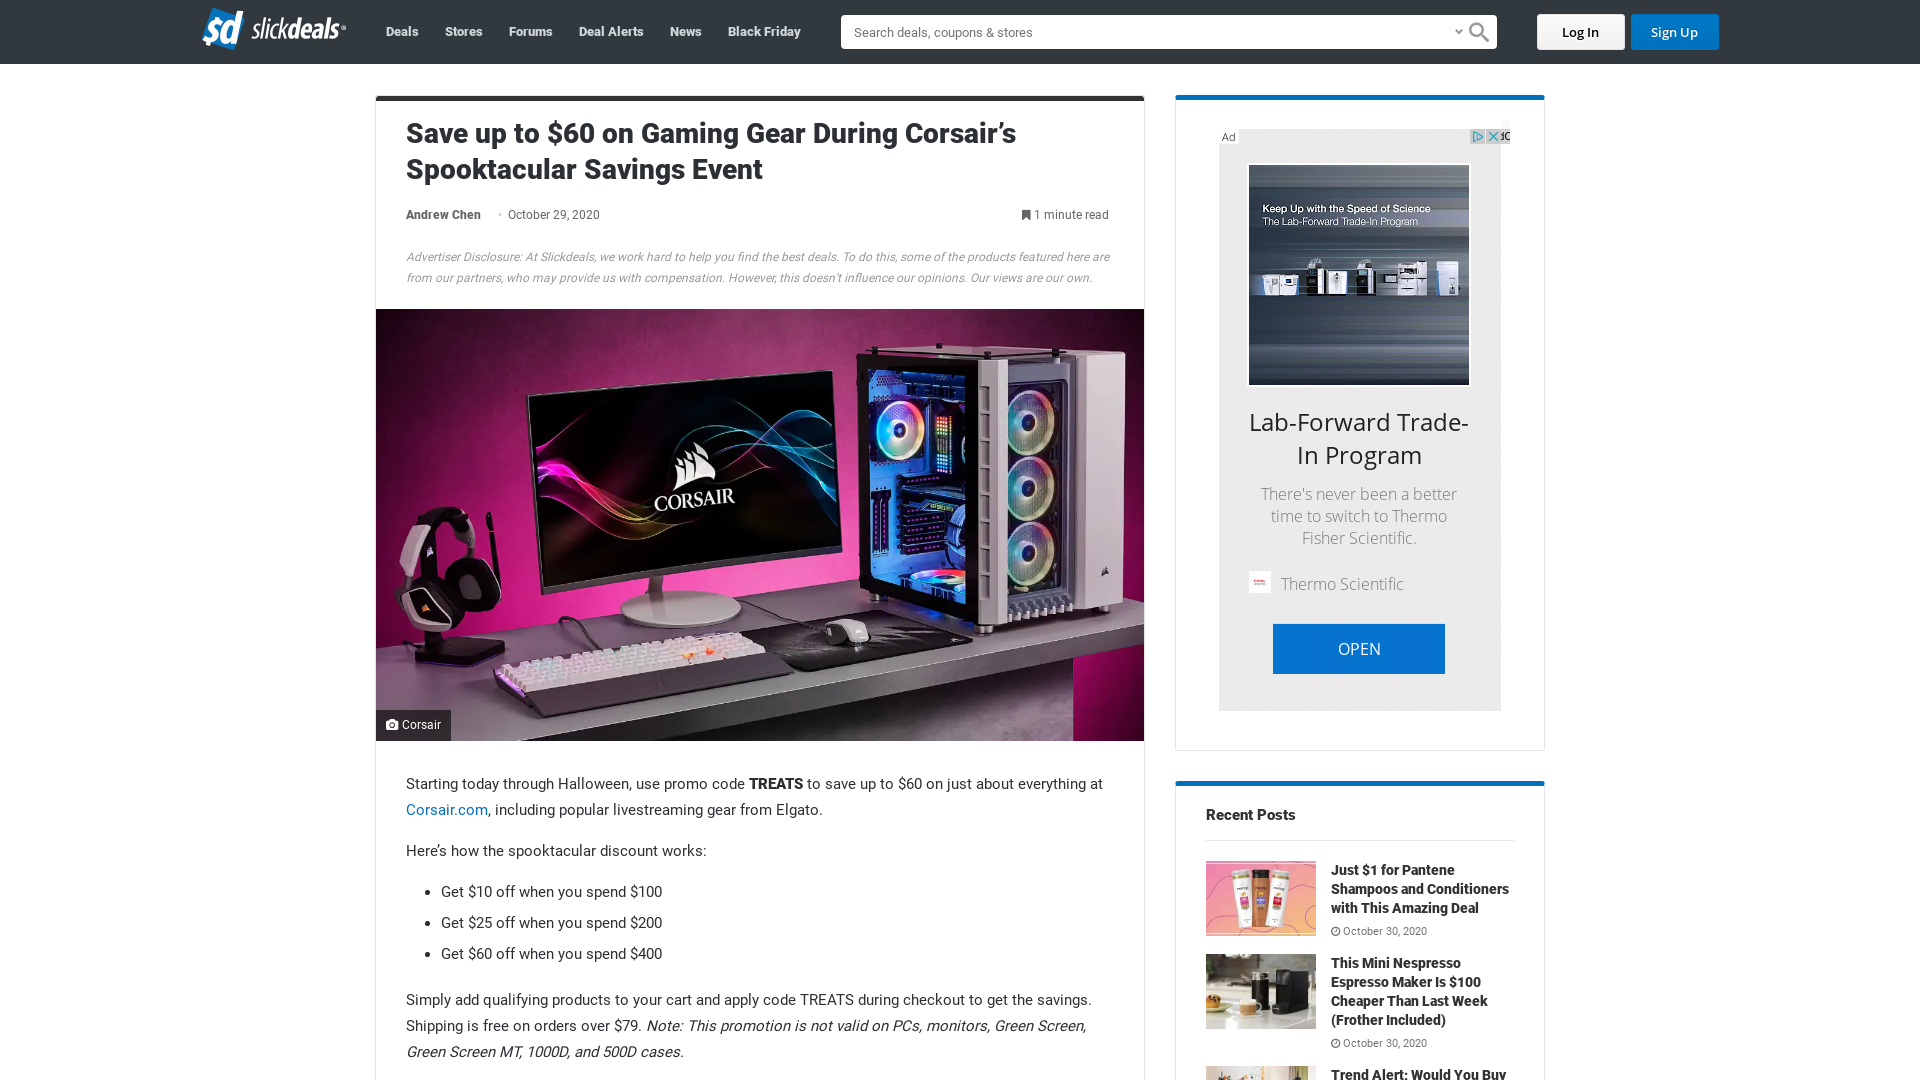 sd slickdeals
Deals
Stores
Forums
Deal Alerts
News
Black Friday
Search deals, coupons & stores
Log In
Sign Up
Save up to $60 on Gaming Gear During Corsair’s
Spooktacular Savings Event
Andrew Chen • October 29, 2020
1 minute read
Advertiser Disclosure: At Slickdeals, we work hard to help you find the best deals. To do this, some of the products featured here are
from our partners, who may provide us with compensation. However, this doesn’t influence our opinions. Our views are our own.
CORSAIR
Corsair
Starting today through Halloween, use promo code TREATS to save up to $60 on just about everything at
Corsair.com, including popular livestreaming gear from Elgato.
Here’s how the spooktacular discount works:
• Get $10 off when you spend $100
• Get $25 off when you spend $200
• Get $60 off when you spend $400
Simply add qualifying products to your cart and apply code TREATS during checkout to get the savings.
Shipping is free on orders over $79. Note: This promotion is not valid on PCs, monitors, Green Screen,
Green Screen MT, 1000D, and 500D cases.
Ad
Keep Up with the Speed of Science
The Lab-Forward Trade-In Program
Lab-Forward Trade-
In Program
There's never been a better
time to switch to Thermo
Fisher Scientific.
Thermo Scientific
OPEN
Recent Posts
Just $1 for Pantene
Shampoos and Conditioners
with This Amazing Deal
October 30, 2020
This Mini Nespresso
Espresso Maker Is $100
Cheaper Than Last Week
(Frother Included)
October 30, 2020
Trend Alert: Would You Buy